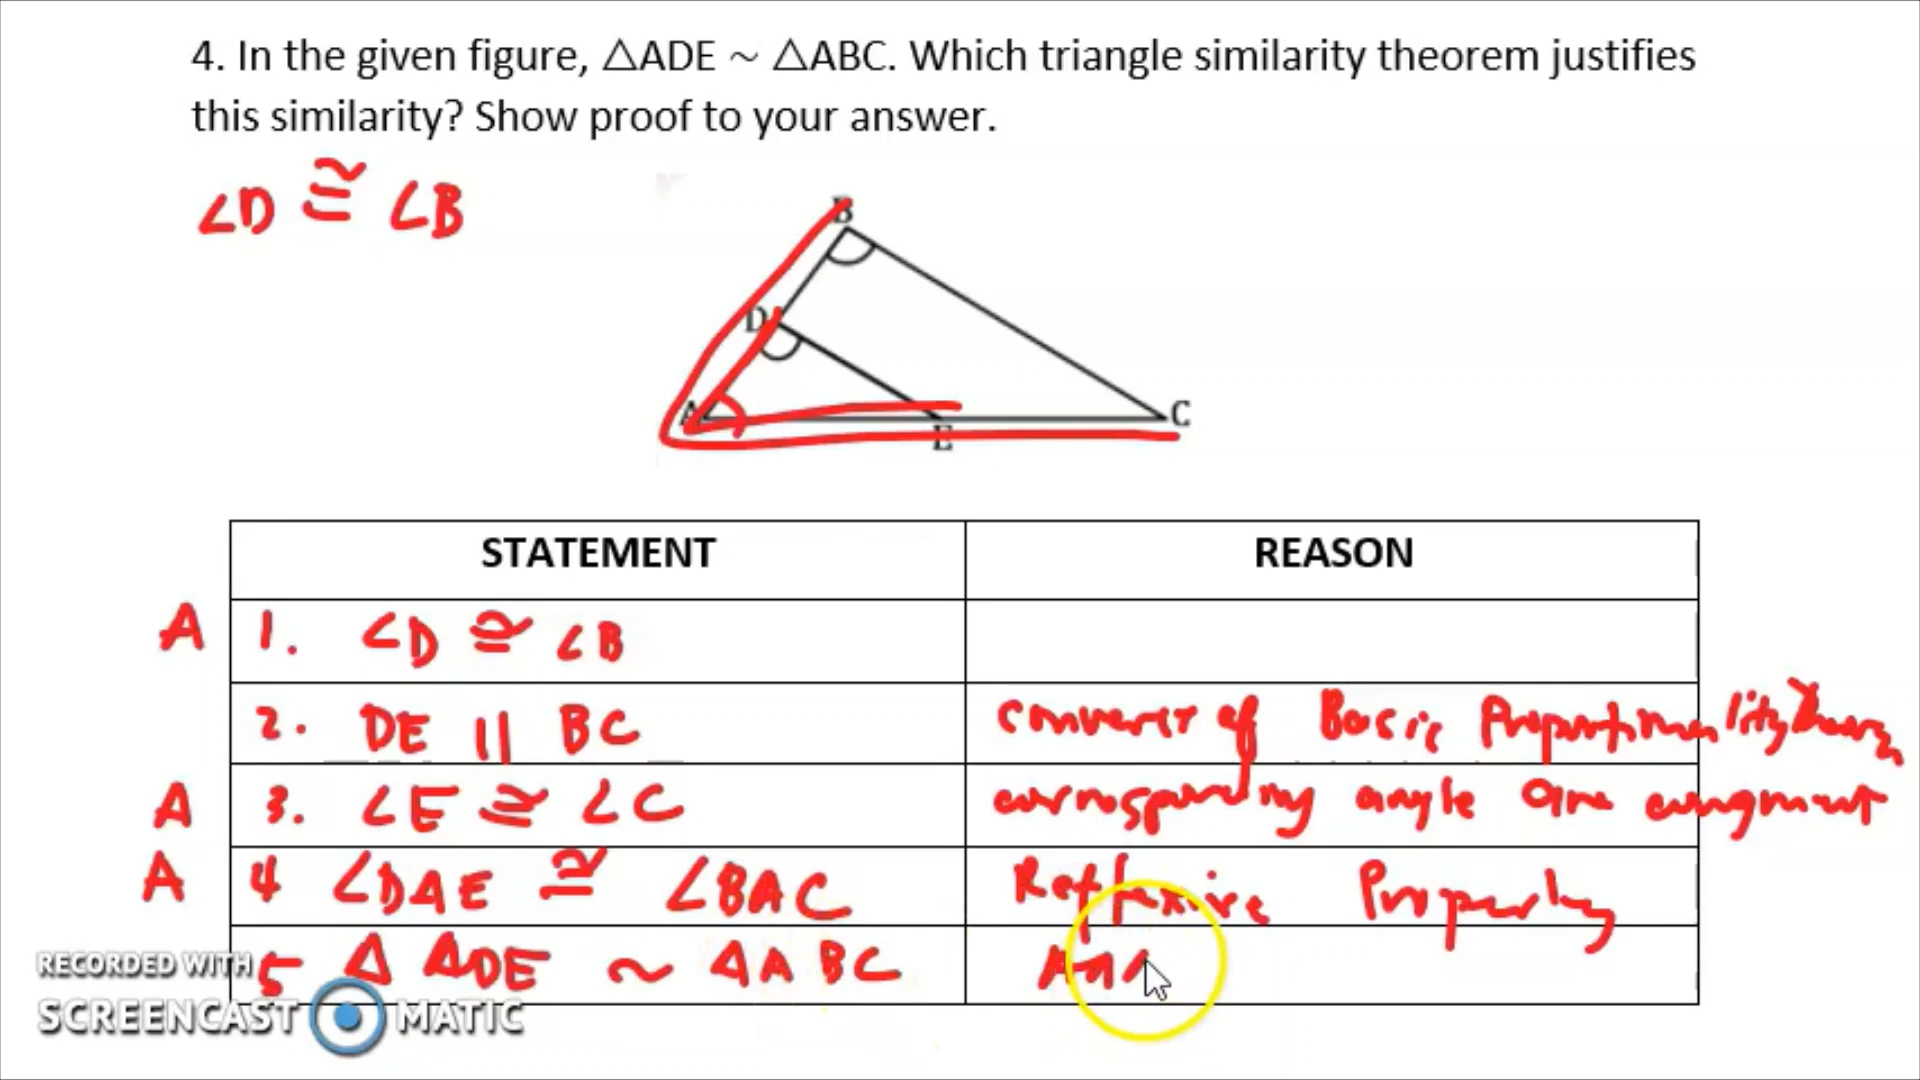 4. In the given figure, △ADE ~ △ABC. Which triangle similarity theorem justifies
this similarity? Show proof to your answer.
∠D ≅ ∠B
B
D
A
C
E
STATEMENT REASON
A 1. ∠D ≅ ∠B
2. DE || BC converse of Basic Proportionality Theorem
A 3. ∠E ≅ ∠C corresponding angle are congruent
A 4 ∠DAE ≅ ∠BAC Reflexive Property
5 △ ADE ~ △ABC AAA
RECORDED WITH
SCREENCAST MATIC